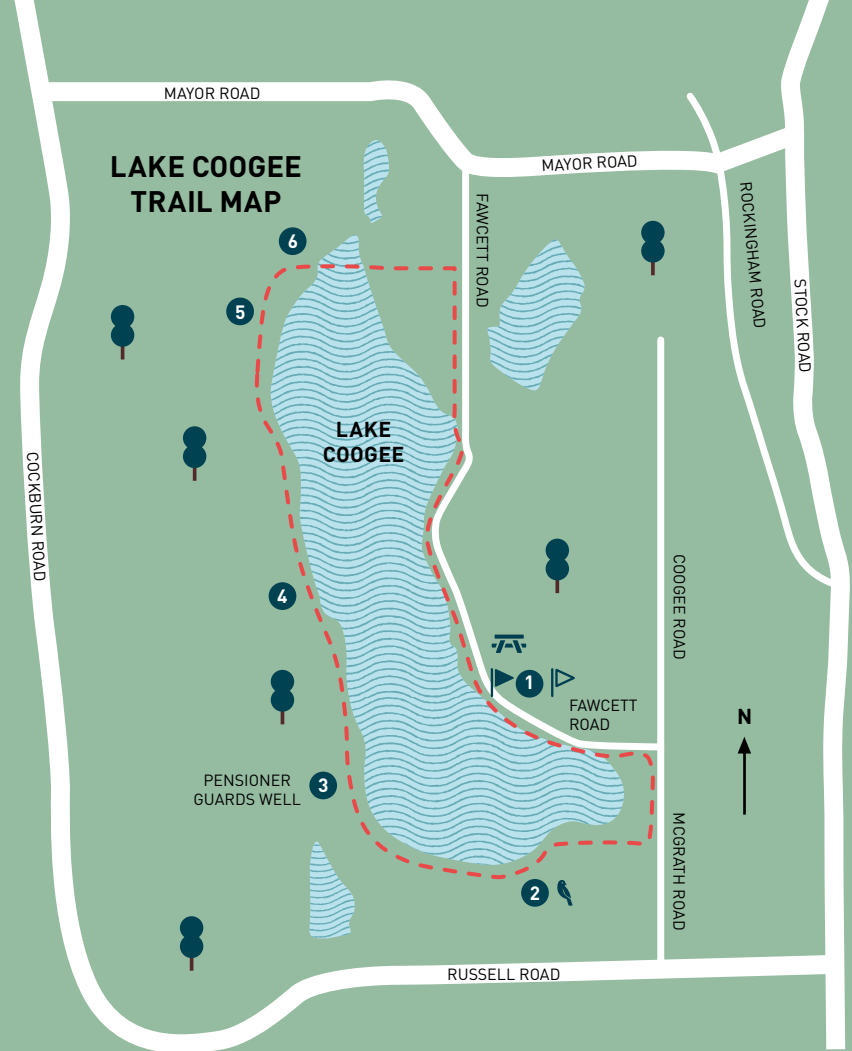 MAYOR ROAD
LAKE COOGEE
TRAIL MAP
MAYOR ROAD
FAWCETT ROAD
ROCKINGHAM ROAD
STOCK ROAD
6
5
LAKE
COOGEE
COCKBURN ROAD
4
COOGEE ROAD
1
FAWCETT
ROAD
N
PENSIONER
GUARDS WELL
3
MCGRATH ROAD
2
RUSSELL ROAD